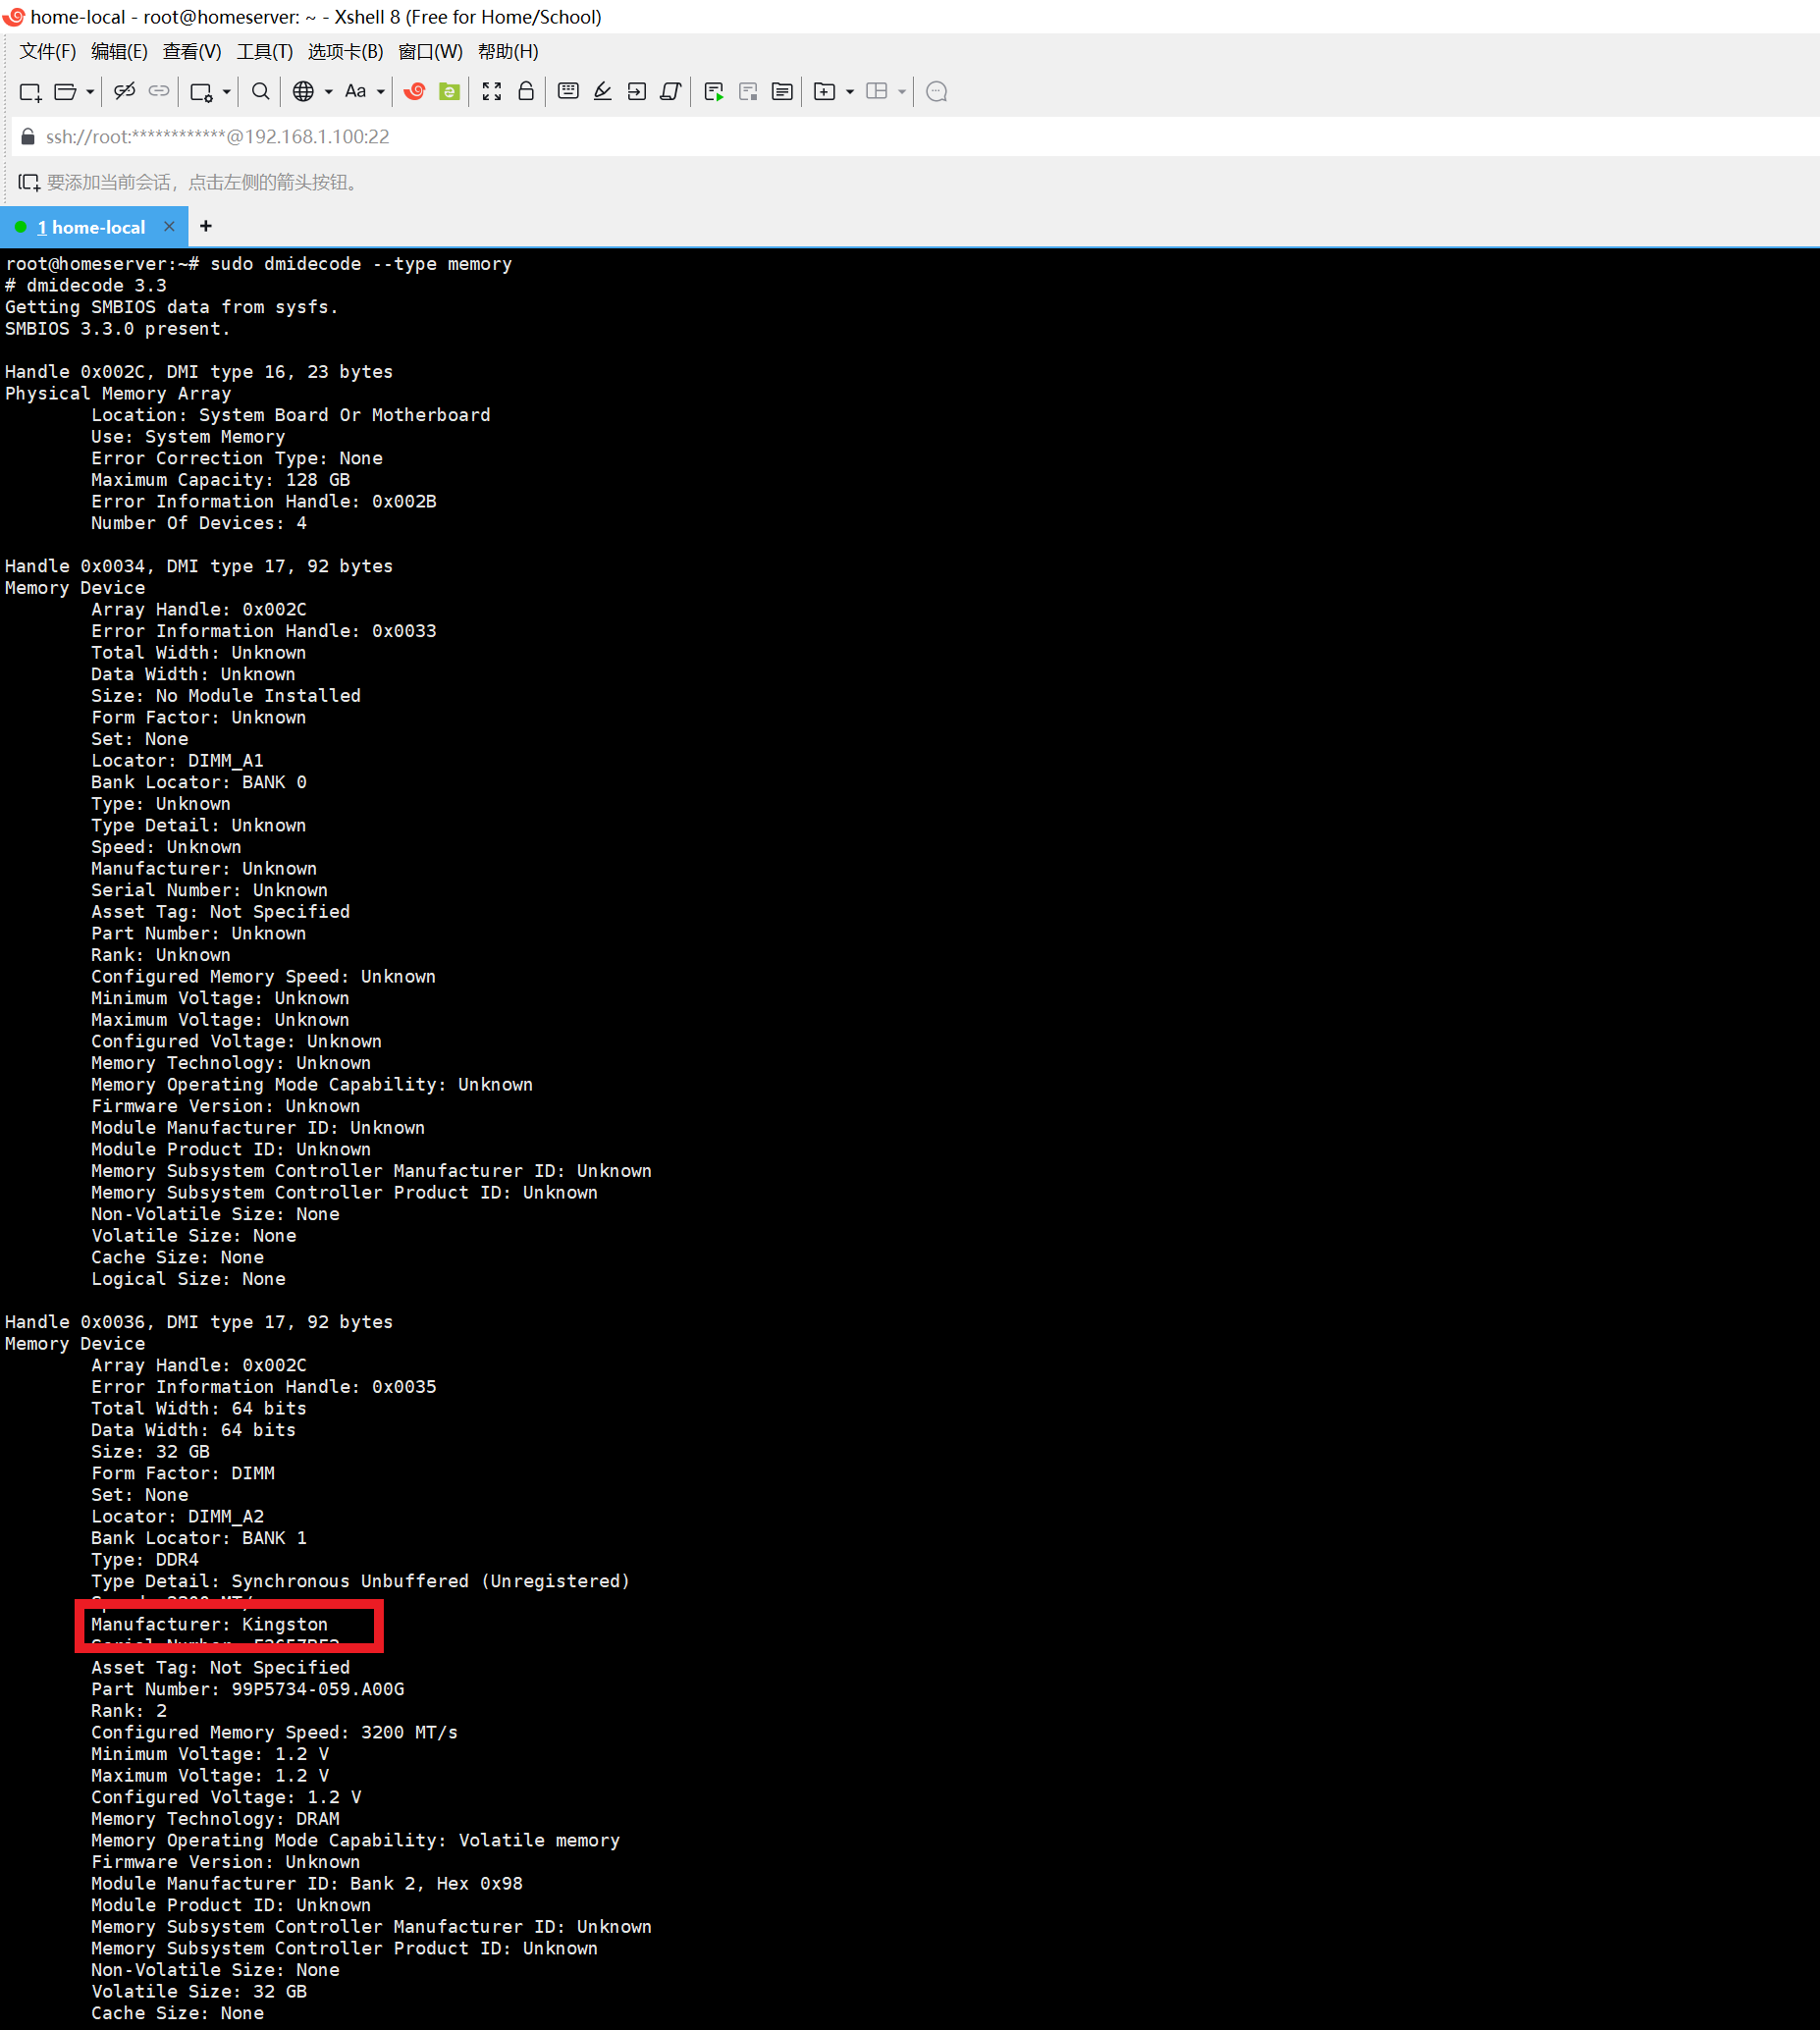 home-local - root@homeserver: ~ - Xshell 8 (Free for Home/School)
文件(F) 编辑(E) 查看(V) 工具(T) 选项卡(B) 窗口(W) 帮助(H)
Aa
ssh://root:************@192.168.1.100:22
要添加当前会话，点击左侧的箭头按钮。
1 home-local × +
root@homeserver:~# sudo dmidecode --type memory
# dmidecode 3.3
Getting SMBIOS data from sysfs.
SMBIOS 3.3.0 present.
Handle 0x002C, DMI type 16, 23 bytes
Physical Memory Array
Location: System Board Or Motherboard
Use: System Memory
Error Correction Type: None
Maximum Capacity: 128 GB
Error Information Handle: 0x002B
Number Of Devices: 4
Handle 0x0034, DMI type 17, 92 bytes
Memory Device
Array Handle: 0x002C
Error Information Handle: 0x0033
Total Width: Unknown
Data Width: Unknown
Size: No Module Installed
Form Factor: Unknown
Set: None
Locator: DIMM_A1
Bank Locator: BANK 0
Type: Unknown
Type Detail: Unknown
Speed: Unknown
Manufacturer: Unknown
Serial Number: Unknown
Asset Tag: Not Specified
Part Number: Unknown
Rank: Unknown
Configured Memory Speed: Unknown
Minimum Voltage: Unknown
Maximum Voltage: Unknown
Configured Voltage: Unknown
Memory Technology: Unknown
Memory Operating Mode Capability: Unknown
Firmware Version: Unknown
Module Manufacturer ID: Unknown
Module Product ID: Unknown
Memory Subsystem Controller Manufacturer ID: Unknown
Memory Subsystem Controller Product ID: Unknown
Non-Volatile Size: None
Volatile Size: None
Cache Size: None
Logical Size: None
Handle 0x0036, DMI type 17, 92 bytes
Memory Device
Array Handle: 0x002C
Error Information Handle: 0x0035
Total Width: 64 bits
Data Width: 64 bits
Size: 32 GB
Form Factor: DIMM
Set: None
Locator: DIMM_A2
Bank Locator: BANK 1
Type: DDR4
Type Detail: Synchronous Unbuffered (Unregistered)
Manufacturer: Kingston
Serial Number:
Asset Tag: Not Specified
Part Number: 99P5734-059.A00G
Rank: 2
Configured Memory Speed: 3200 MT/s
Minimum Voltage: 1.2 V
Maximum Voltage: 1.2 V
Configured Voltage: 1.2 V
Memory Technology: DRAM
Memory Operating Mode Capability: Volatile memory
Firmware Version: Unknown
Module Manufacturer ID: Bank 2, Hex 0x98
Module Product ID: Unknown
Memory Subsystem Controller Manufacturer ID: Unknown
Memory Subsystem Controller Product ID: Unknown
Non-Volatile Size: None
Volatile Size: 32 GB
Cache Size: None